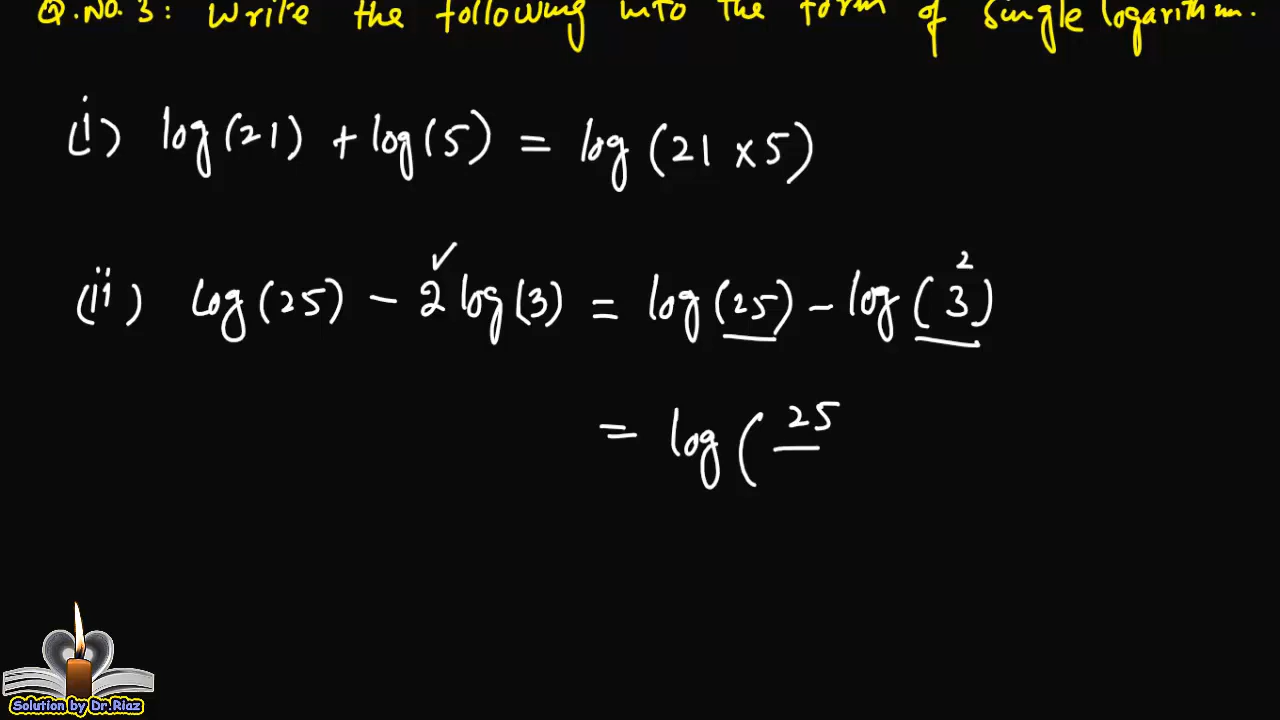 Q.No.3: Write the following into the form of single logarithm.
(i) log(21) + log(5) = log(21 × 5)
(ii) log(25) - 2 log(3) = log(25) - log(3²)
= log( 25
Solution by Dr.Riaz